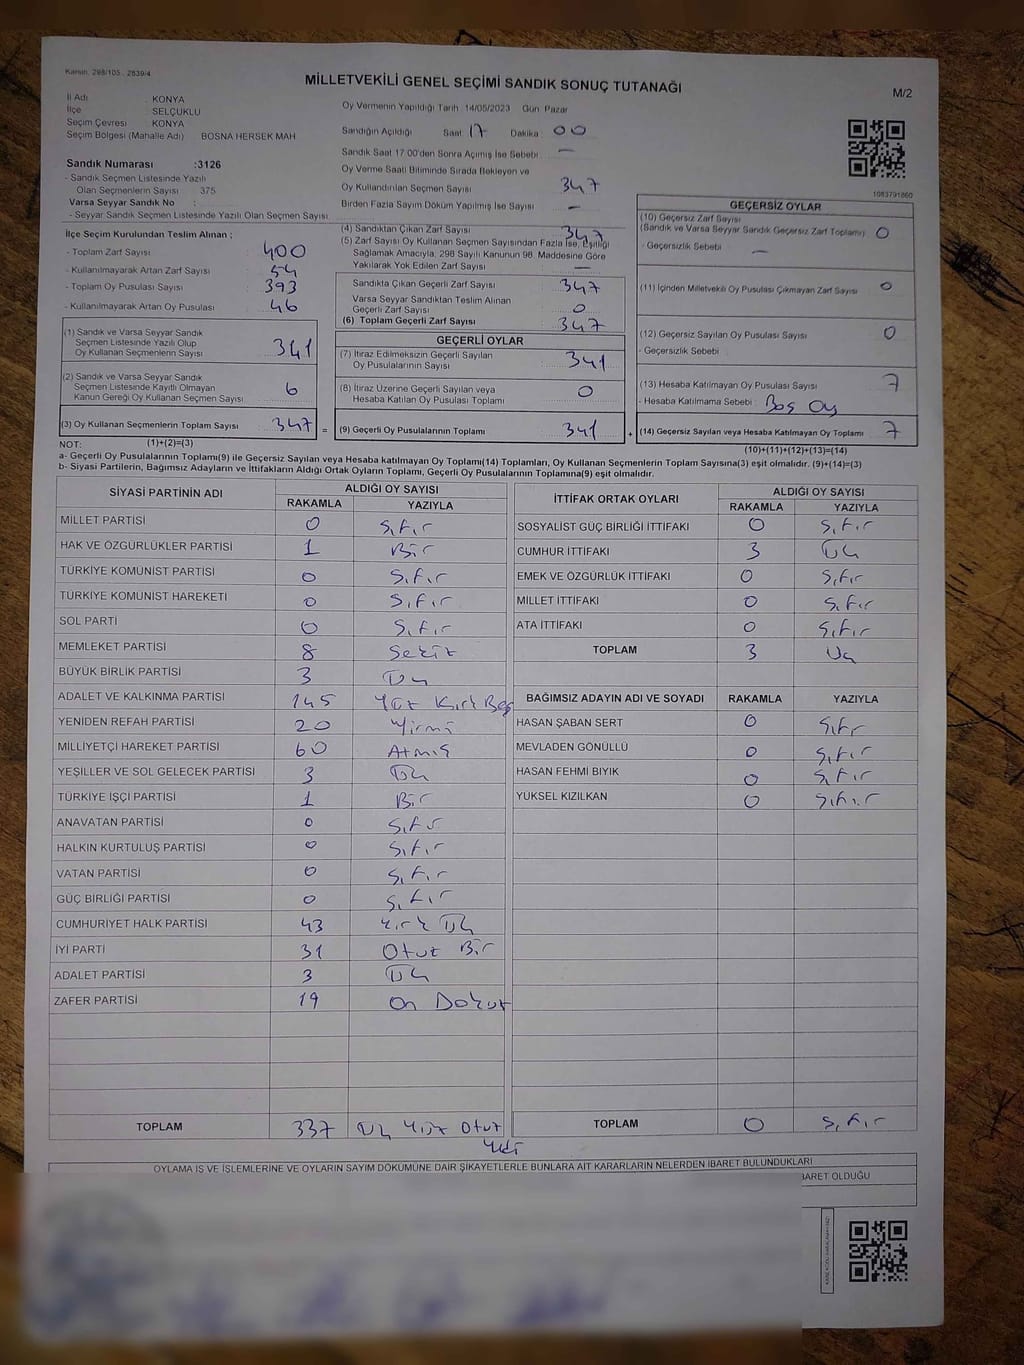 Kanun: 298/105 , 2839/4
MİLLETVEKİLİ GENEL SEÇİMİ SANDIK SONUÇ TUTANAĞI
M/2
İl Adı : KONYA
İlçe : SELÇUKLU
Seçim Çevresi : KONYA
Seçim Bölgesi (Mahalle Adı) BOSNA HERSEK MAH
Sandık Numarası :3126
- Sandık Seçmen Listesinde Yazılı
Olan Seçmenlerin Sayısı 375
Varsa Seyyar Sandık No :
- Seyyar Sandık Seçmen Listesinde Yazılı Olan Seçmen Sayısı
Oy Vermenin Yapıldığı Tarih :14/05/2023 Gün: Pazar
Sandığın Açıldığı Saat 17 Dakika : 00
Sandık Saat 17:00'den Sonra Açılmış İse Sebebi : —
Oy Verme Saati Bitiminde Sırada Bekleyen ve
Oy Kullandırılan Seçmen Sayısı 347
Birden Fazla Sayım Döküm Yapılmış İse Sayısı —
1083791860
İlçe Seçim Kurulundan Teslim Alınan :
- Toplam Zarf Sayısı : 400
- Kullanılmayarak Artan Zarf Sayısı : 54
- Toplam Oy Pusulası Sayısı : 393
- Kullanılmayarak Artan Oy Pusulası : 46
(1) Sandık ve Varsa Seyyar Sandık
Seçmen Listesinde Yazılı Olup
Oy Kullanan Seçmenlerin Sayısı 341
(2) Sandık ve Varsa Seyyar Sandık
Seçmen Listesinde Kayıtlı Olmayan
Kanun Gereği Oy Kullanan Seçmen Sayısı 6
(3) Oy Kullanan Seçmenlerin Toplam Sayısı 347 =
(4) Sandıktan Çıkan Zarf Sayısı 347
(5) Zarf Sayısı Oy Kullanan Seçmen Sayısından Fazla İse, Eşitliği
Sağlamak Amacıyla, 298 Sayılı Kanunun 98. Maddesine Göre
Yakılarak Yok Edilen Zarf Sayısı —
Sandıkta Çıkan Geçerli Zarf Sayısı : 347
Varsa Seyyar Sandıktan Teslim Alınan
Geçerli Zarf Sayısı : 0
(6) Toplam Geçerli Zarf Sayısı : 347
GEÇERLİ OYLAR
(7) İtiraz Edilmeksizin Geçerli Sayılan
Oy Pusulalarının Sayısı 341
(8) İtiraz Üzerine Geçerli Sayılan veya
Hesaba Katılan Oy Pusulası Toplamı 0
(9) Geçerli Oy Pusulalarının Toplamı 341 +
GEÇERSİZ OYLAR
(10) Geçersiz Zarf Sayısı
(Sandık ve Varsa Seyyar Sandık Geçersiz Zarf Toplamı) 0
- Geçersizlik Sebebi : —
(11) İçinden Milletvekili Oy Pusulası Çıkmayan Zarf Sayısı 0
(12) Geçersiz Sayılan Oy Pusulası Sayısı 0
- Geçersizlik Sebebi :
(13) Hesaba Katılmayan Oy Pusulası Sayısı 7
- Hesaba Katılmama Sebebi : Boş Oy
(14) Geçersiz Sayılan veya Hesaba Katılmayan Oy Toplamı 7
NOT: (1)+(2)=(3) (10)+(11)+(12)+(13)=(14)
a- Geçerli Oy Pusulaları Toplamı(9) ile Geçersiz Sayılan veya Hesaba katılmayan Oy Toplamı(14) Toplamları, Oy Kullanan Seçmenlerin Toplam Sayısına(3) eşit olmalıdır. (9)+(14)=(3)
b- Siyasi Partilerin, Bağımsız Adayların ve İttifakların Aldığı Ortak Oyların Toplamı, Geçerli Oy Pusulalarının Toplamına(9) eşit olmalıdır.
SİYASİ PARTİNİN ADI ALDIĞI OY SAYISI
RAKAMLA YAZIYLA
MİLLET PARTİSİ 0 Sıfır
HAK VE ÖZGÜRLÜKLER PARTİSİ 1 Bir
TÜRKİYE KOMÜNİST PARTİSİ 0 Sıfır
TÜRKİYE KOMÜNİST HAREKETİ 0 Sıfır
SOL PARTİ 0 Sıfır
MEMLEKET PARTİSİ 8 Sekiz
BÜYÜK BİRLİK PARTİSİ 3 Üç
ADALET VE KALKINMA PARTİSİ 145 Yüz Kırk Beş
YENİDEN REFAH PARTİSİ 20 Yirmi
MİLLİYETÇİ HAREKET PARTİSİ 60 Atmış
YEŞİLLER VE SOL GELECEK PARTİSİ 3 Üç
TÜRKİYE İŞÇİ PARTİSİ 1 Bir
ANAVATAN PARTİSİ 0 Sıfır
HALKIN KURTULUŞ PARTİSİ 0 Sıfır
VATAN PARTİSİ 0 Sıfır
GÜÇ BİRLİĞİ PARTİSİ 0 Sıfır
CUMHURİYET HALK PARTİSİ 43 Kırk Üç
İYİ PARTİ 31 Otuz Bir
ADALET PARTİSİ 3 Üç
ZAFER PARTİSİ 19 On Dokuz
TOPLAM 337 Üç Yüz Otuz Yedi
İTTİFAK ORTAK OYLARI ALDIĞI OY SAYISI
RAKAMLA YAZIYLA
SOSYALİST GÜÇ BİRLİĞİ İTTİFAKI 0 Sıfır
CUMHUR İTTİFAKI 3 Üç
EMEK VE ÖZGÜRLÜK İTTİFAKI 0 Sıfır
MİLLET İTTİFAKI 0 Sıfır
ATA İTTİFAKI 0 Sıfır
TOPLAM 3 Üç
BAĞIMSIZ ADAYIN ADI VE SOYADI RAKAMLA YAZIYLA
HASAN ŞABAN SERT 0 Sıfır
MEVLADEN GÖNÜLLÜ 0 Sıfır
HASAN FEHMİ BIYIK 0 Sıfır
YÜKSEL KIZILKAN 0 Sıfır
TOPLAM 0 Sıfır
OYLAMA İŞ VE İŞLEMLERİNE VE OYLARIN SAYIM DÖKÜMÜNE DAİR ŞİKAYETLERLE BUNLARA AİT KARARLARIN NELERDEN İBARET BULUNDUKLARI
İBARET OLDUĞU